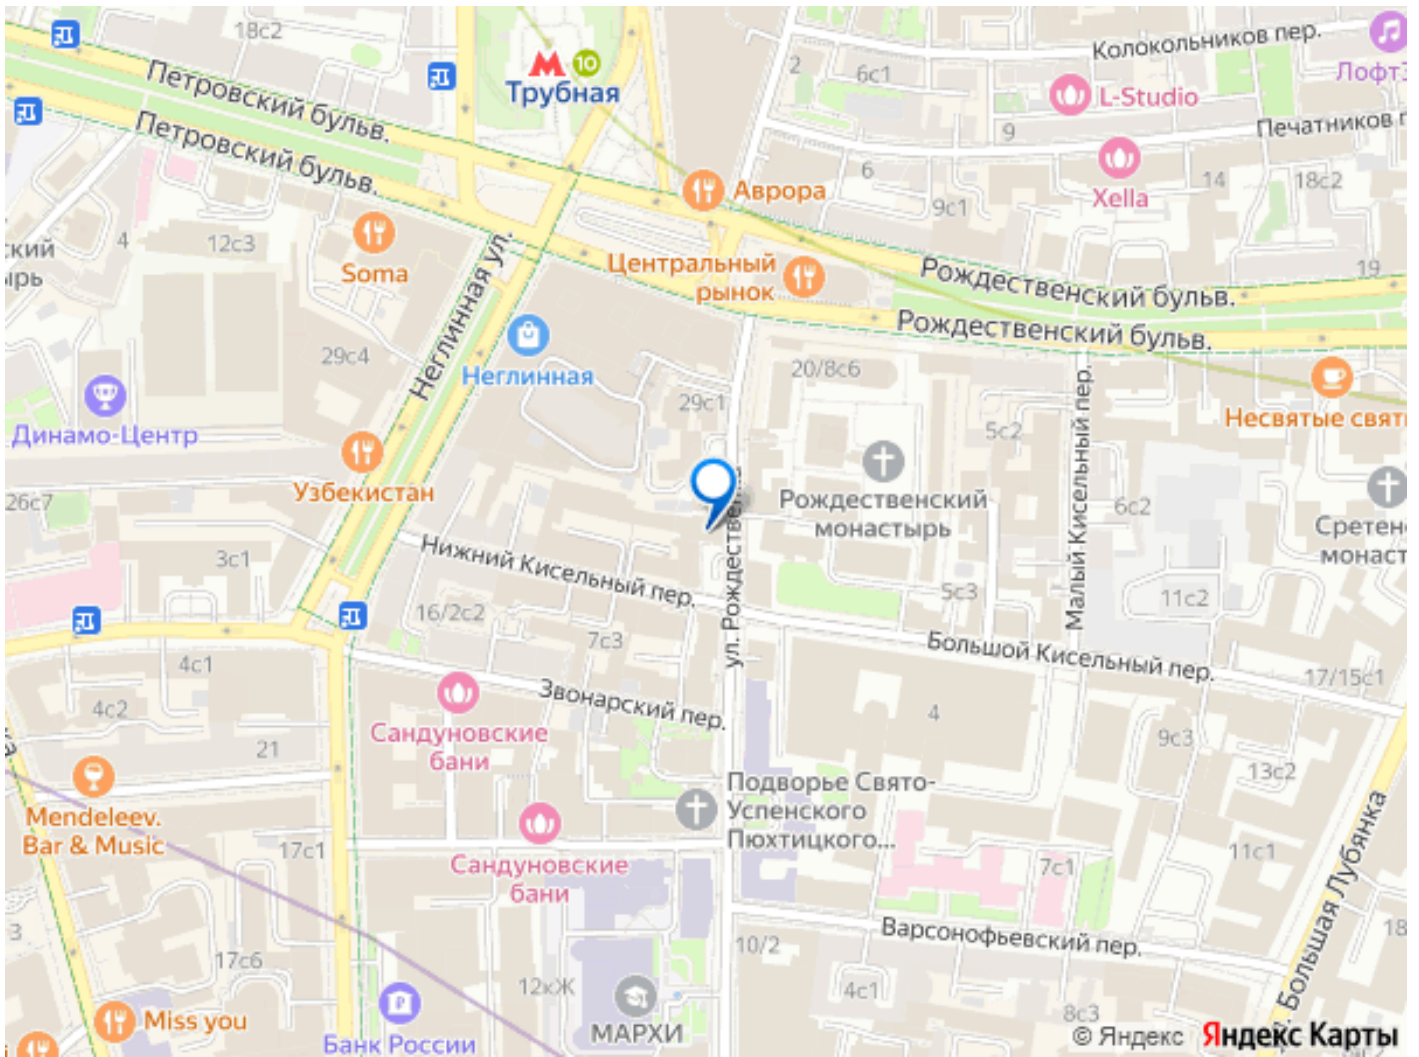 18с2
Колокольников пер.
2
6с1
Лофт3
Петровский бульв.
10
Трубная
L-Studio
9
Печатников п
Петровский бульв.
6
14
18с2
Аврора
Xella
9с1
ский
4
12с3
Soma
Неглинная ул.
Центральный
рынок
Рождественский бульв.
19
Рождественский бульв.
29с4
Неглинная
20/8с6
29с1
Малый Кисельный пер.
Несвятые свят
Динамо-Центр
5с2
Узбекистан
Рождественский
монастырь
26с7
6с2
Сретен
монаст
3с1
Нижний Кисельный пер.
ул. Рождественк
5с3
11с2
16/2с2
7с3
Большой Кисельный пер.
4с1
17/15с1
4с2
Звонарский пер.
4
Сандуновские
бани
21
9с3
13с2
Подворье Свято-
Успенского
Пюхтицкого...
Mendeleev.
Bar & Music
17с1
Сандуновские
бани
11с1
7с1
Большая Лубянка
3
Варсонофьевский пер.
18
10/2
17с6
12кЖ
4с1
Miss you
МАРХИ
8с3
Банк России
© Яндекс Яндекс Карты